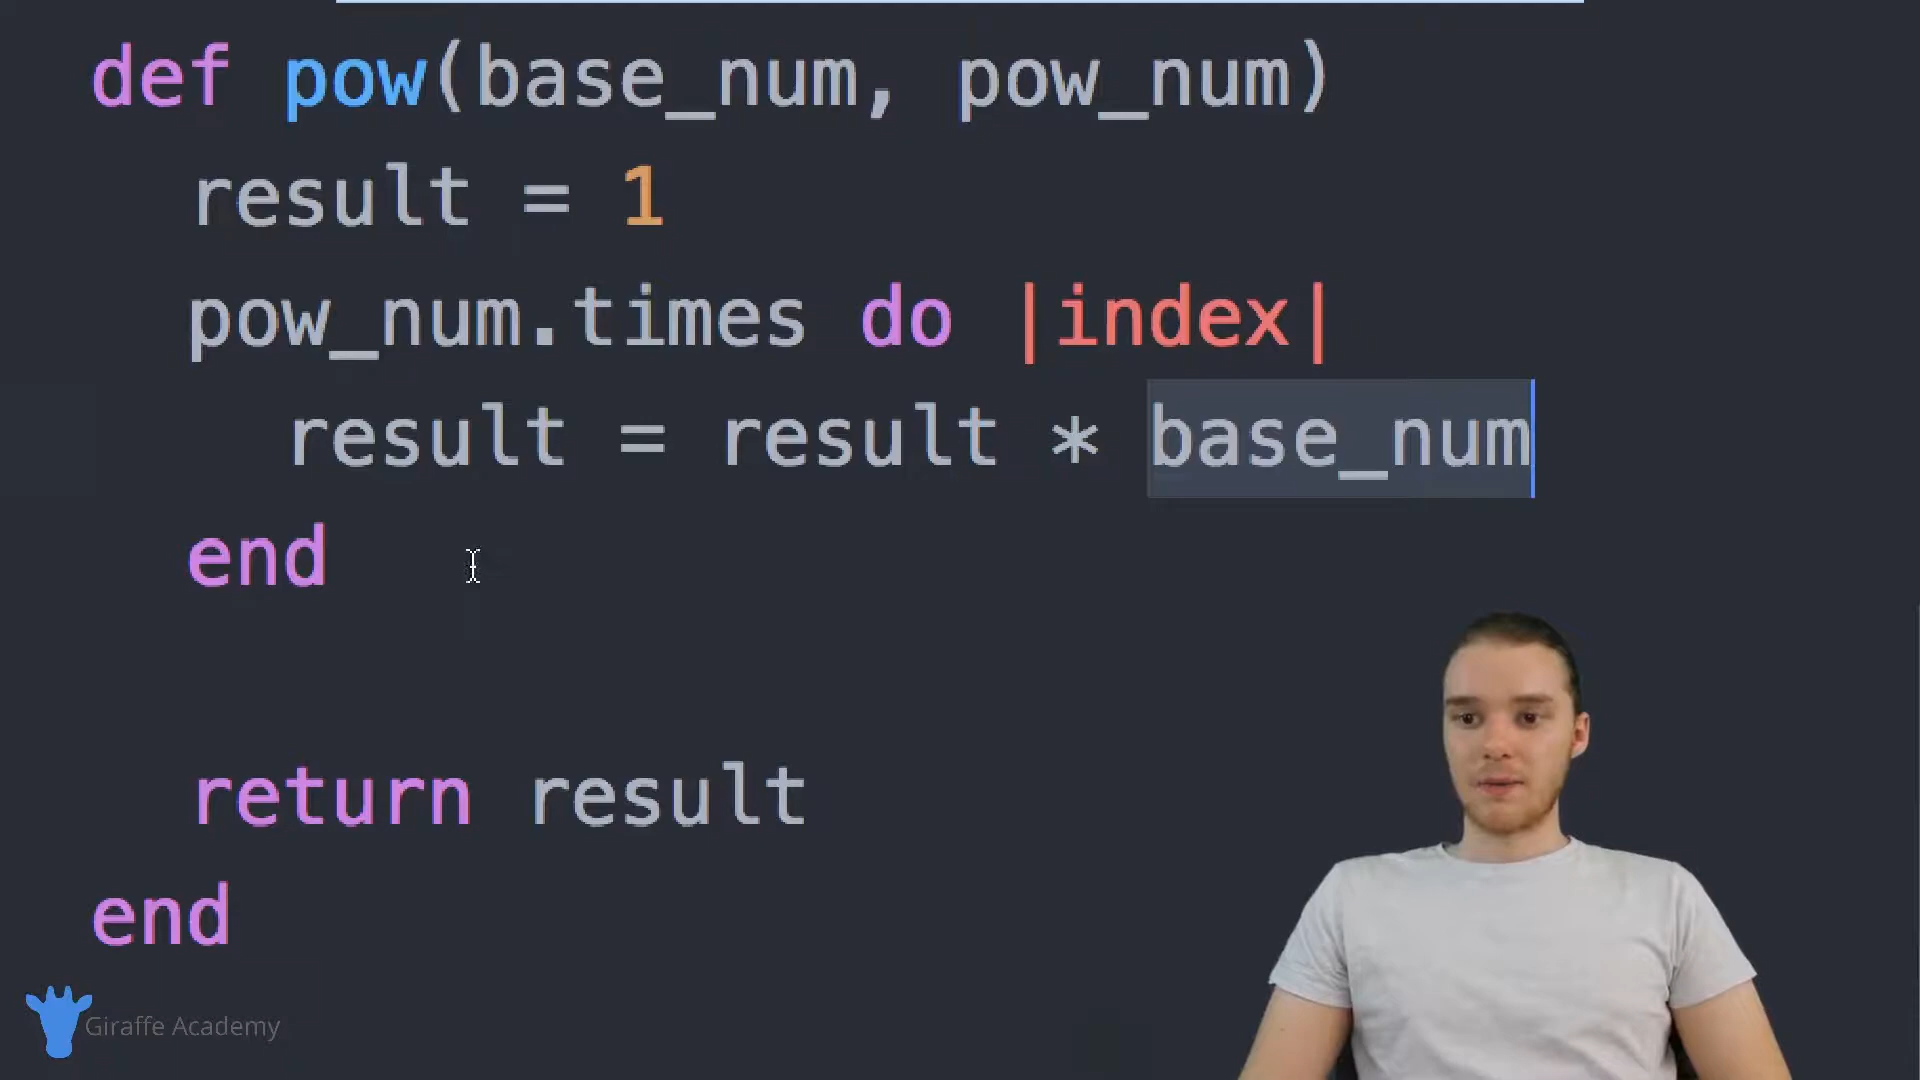 def pow(base_num, pow_num)
result = 1
pow_num.times do |index|
result = result * base_num
end
return result
end
Giraffe Academy